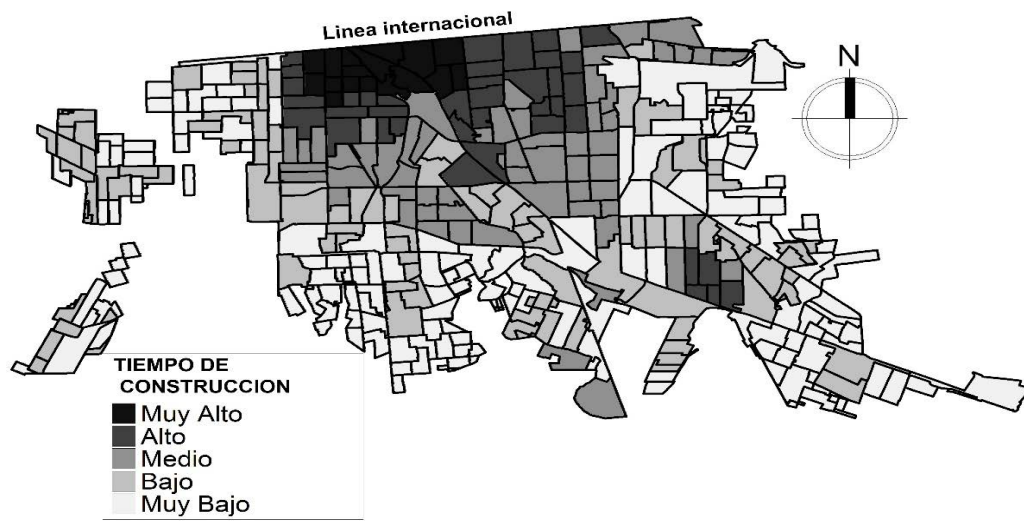 Linea internacional
N
TIEMPO DE
CONSTRUCCION
Muy Alto
Alto
Medio
Bajo
Muy Bajo